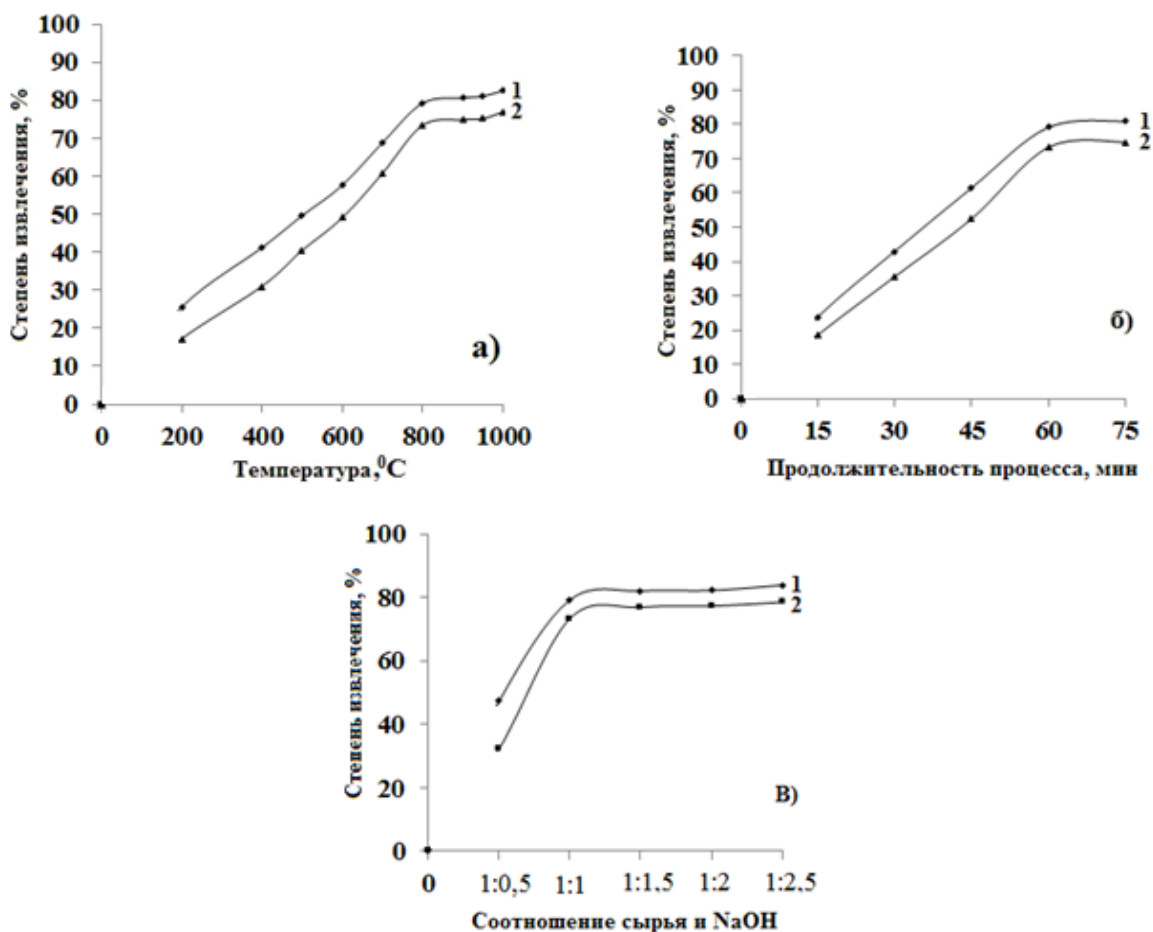 100
90
80
70
60
50
40
30
20
10
0
Степень извлечения, %
1
2
а)
0 200 400 600 800 1000
Температура,⁰С
100
90
80
70
60
50
40
30
20
10
0
Степень извлечения, %
1
2
б)
0 15 30 45 60 75
Продолжительность процесса, мин
100
80
60
40
20
0
Степень извлечения, %
1
2
В)
0 1:0,5 1:1 1:1,5 1:2 1:2,5
Соотношение сырья и NaOH